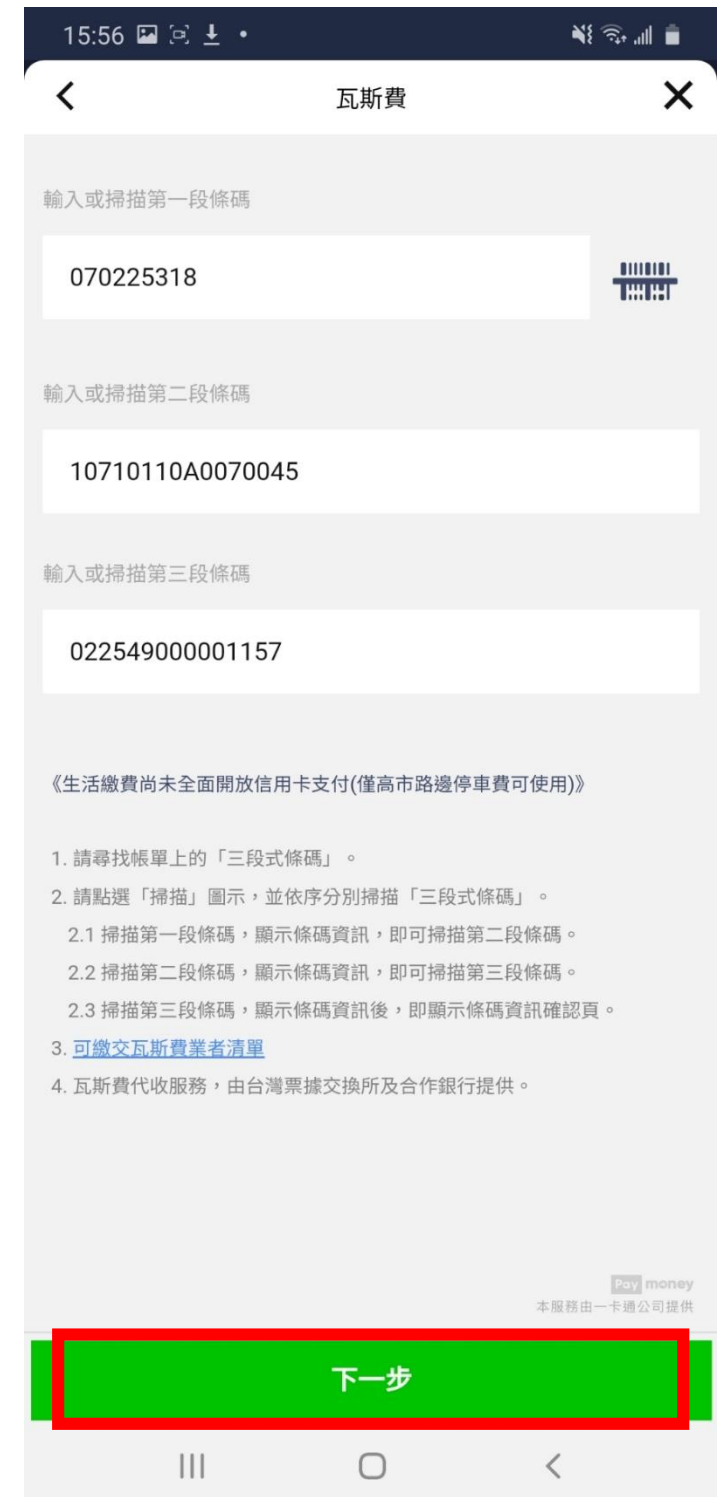 15:56
瓦斯費
輸入或掃描第一段條碼
070225318
輸入或掃描第二段條碼
10710110A0070045
輸入或掃描第三段條碼
022549000001157
《生活繳費尚未全面開放信用卡支付(僅高市路邊停車費可使用)》
1. 請尋找帳單上的「三段式條碼」。
2. 請點選「掃描」圖示，並依序分別掃描「三段式條碼」。
2.1 掃描第一段條碼，顯示條碼資訊，即可掃描第二段條碼。
2.2 掃描第二段條碼，顯示條碼資訊，即可掃描第三段條碼。
2.3 掃描第三段條碼，顯示條碼資訊後，即顯示條碼資訊確認頁。
3. 可繳交瓦斯費業者清單
4. 瓦斯費代收服務，由台灣票據交換所及合作銀行提供。
Pay money
本服務由一卡通公司提供
下一步